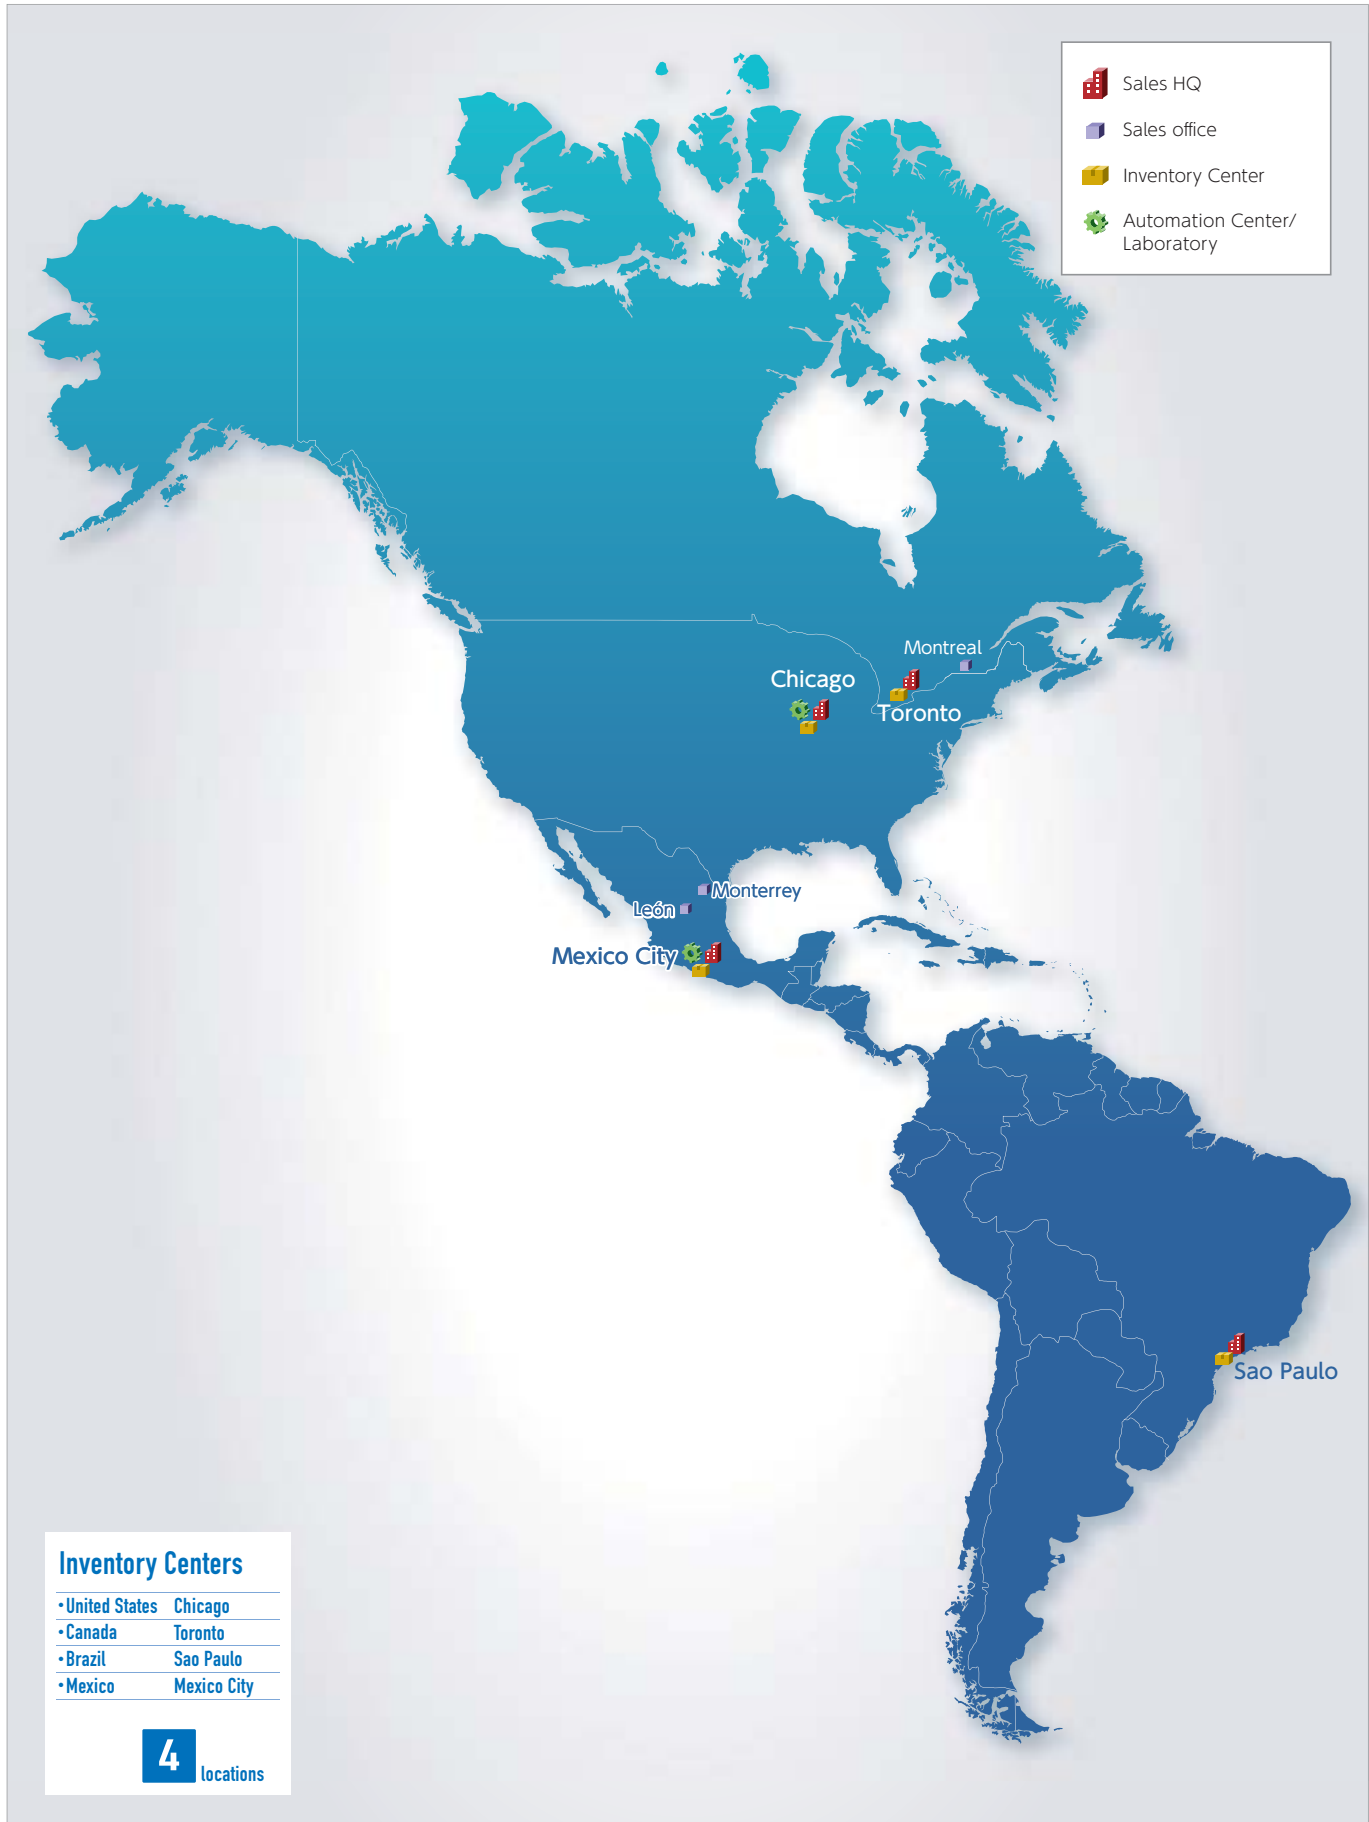 Sales HQ
Sales office
Inventory Center
Automation Center/
Laboratory
Montreal
Chicago
Toronto
Monterrey
León
Mexico City
Sao Paulo
Inventory Centers
•United States Chicago
•Canada Toronto
•Brazil Sao Paulo
•Mexico Mexico City
4 locations